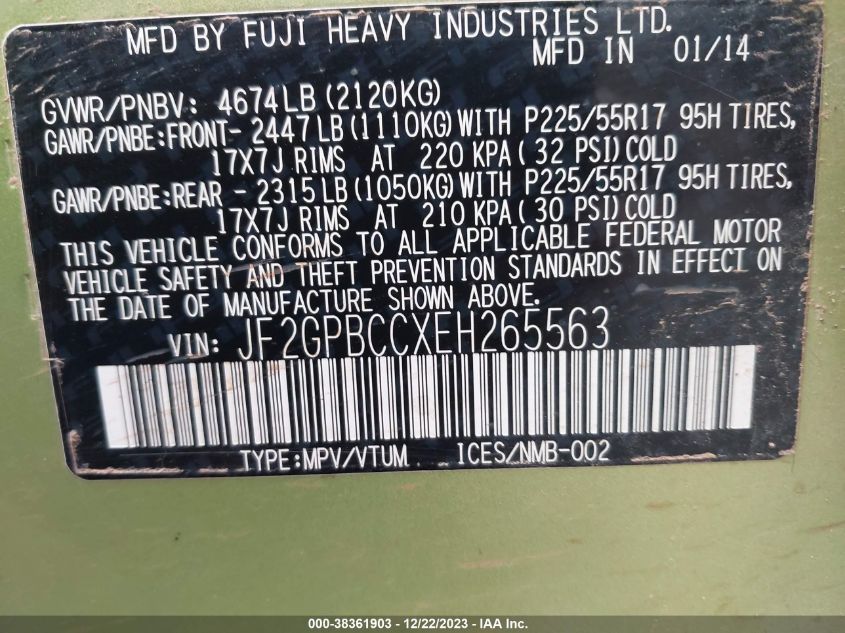 MFD BY FUJI HEAVY INDUSTRIES LTD.
MFD IN 01/14
GVWR/PNBV: 4674LB (2120KG)
GAWR/PNBE:FRONT- 2447LB(1110KG)WITH P225/55R17 95H TIRES,
17X7J RIMS AT 220 KPA( 32 PSI)COLD
GAWR/PNBE:REAR - 2315LB(1050KG)WITH P225/55R17 95H TIRES,
17X7J RIMS AT 210 KPA( 30 PSI)COLD
THIS VEHICLE CONFORMS TO ALL APPLICABLE FEDERAL MOTOR
VEHICLE SAFETY AND THEFT PREVENTION STANDARDS IN EFFECT ON
THE DATE OF MANUFACTURE SHOWN ABOVE.
VIN: JF2GPBCCXEH265563
TYPE:MPV/VTUM ICES/NMB-002
000-38361903 - 12/22/2023 - IAA Inc.